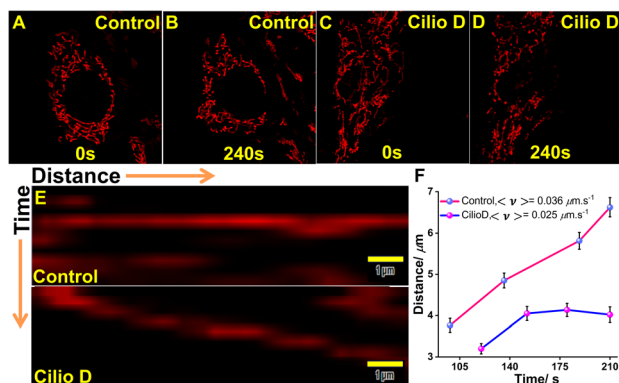 A
Control
0s
B
Control
240s
C
Cilio D
0s
D
Cilio D
240s
Distance
Time
E
Control
1μm
Cilio D
1μm
F
Control,< ν >= 0.036 μm.s⁻¹
CilioD,< ν >= 0.025 μm.s⁻¹
Distance/ μm
7
6
5
4
3
105
140
175
210
Time/ s